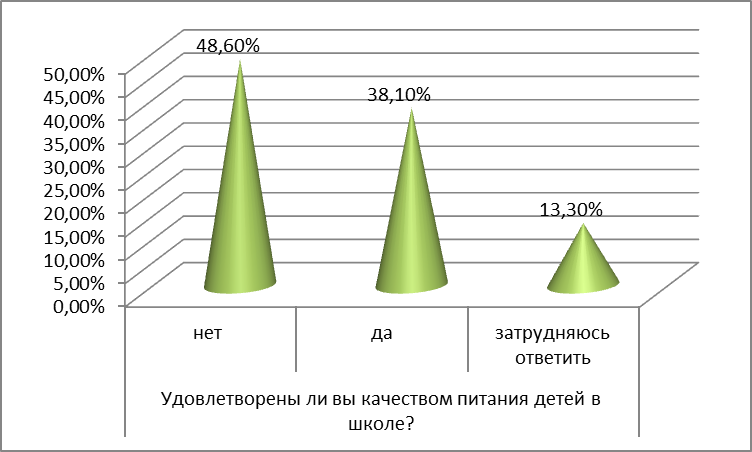 48,60%
38,10%
13,30%
50,00%
45,00%
40,00%
35,00%
30,00%
25,00%
20,00%
15,00%
10,00%
5,00%
0,00%
нет
да
затрудняюсь
ответить
Удовлетворены ли вы качеством питания детей в
школе?